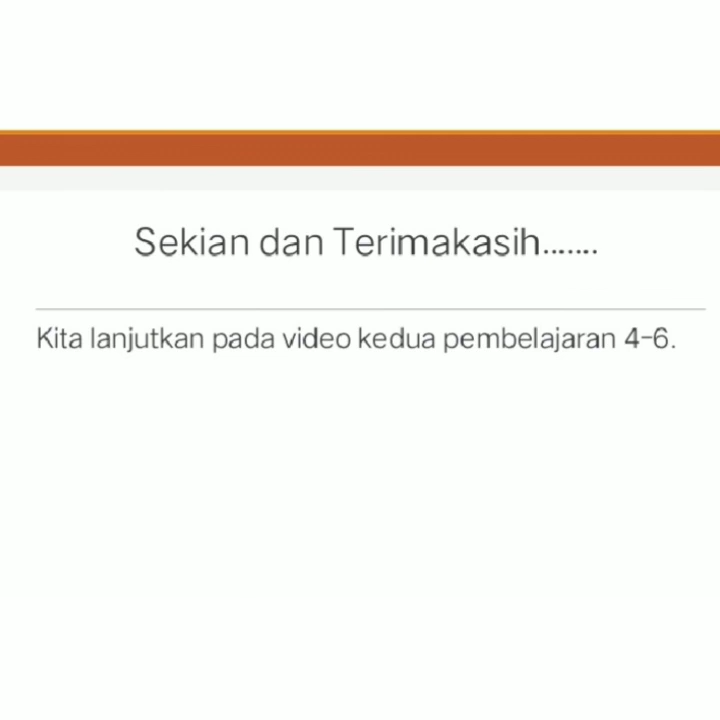 Sekian dan Terimakasih.......
Kita lanjutkan pada video kedua pembelajaran 4-6.